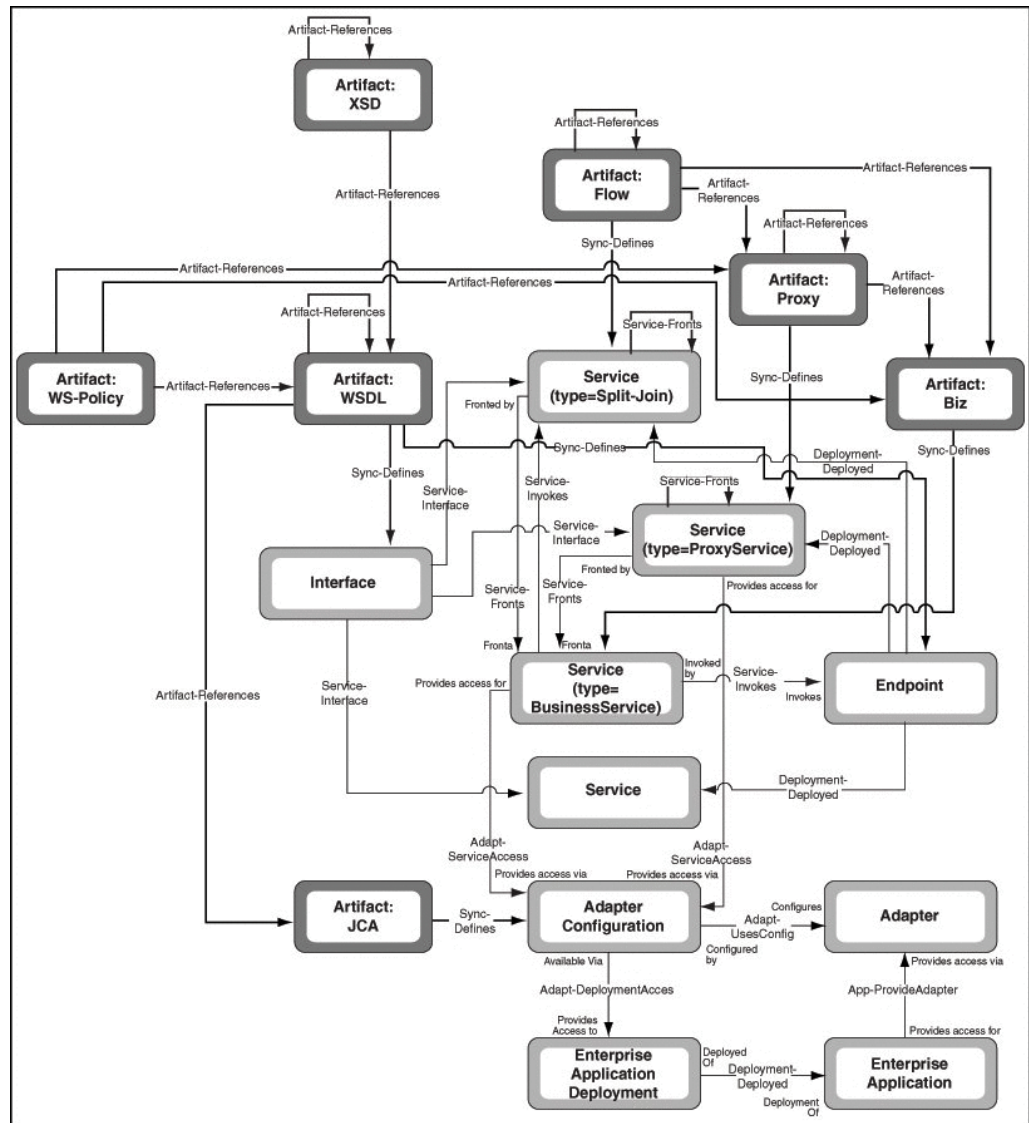 Artifact-References
Artifact:
XSD
Artifact-References
Artifact:
Flow
Artifact-References
Artifact-
References
Artifact-References
Artifact-References
Sync-Defines
Artifact-References
Artifact-References
Artifact:
Proxy
Artifact-
References
Artifact-References
Service-Fronts
Artifact:
WS-Policy
Artifact-References
Artifact:
WSDL
Service
(type=Split-Join)
Sync-Defines
Artifact:
Biz
Fronted by
Sync-Defines
Sync-Defines
Deployment-
Deployed
Sync-Defines
Service-
Interface
Service-
Invokes
Service-Fronts
Service-
Interface
Service
(type=ProxyService)
Deployment-
Deployed
Interface
Fronted by
Service-
Fronts
Provides access for
Service-
Fronts
Fronta
Fronta
Service
(type=
BusinessService)
Invoked
by
Service-
Invokes
Invokes
Endpoint
Provides access for
Artifact-References
Service-
Interface
Service
Deployment-
Deployed
Adapt-
ServiceAccess
Adapt-
ServiceAccess
Provides access via
Provides access via
Artifact:
JCA
Sync-
Defines
Adapter
Configuration
Configures
Adapt-
UsesConfig
Adapter
Available Via
Configured
by
Provides access via
Adapt-DeploymentAcces
App-ProvideAdapter
Provides
Access to
Provides access for
Enterprise
Application
Deployment
Deployed
Of
Deployment-
Deployed
Deployment
Of
Enterprise
Application